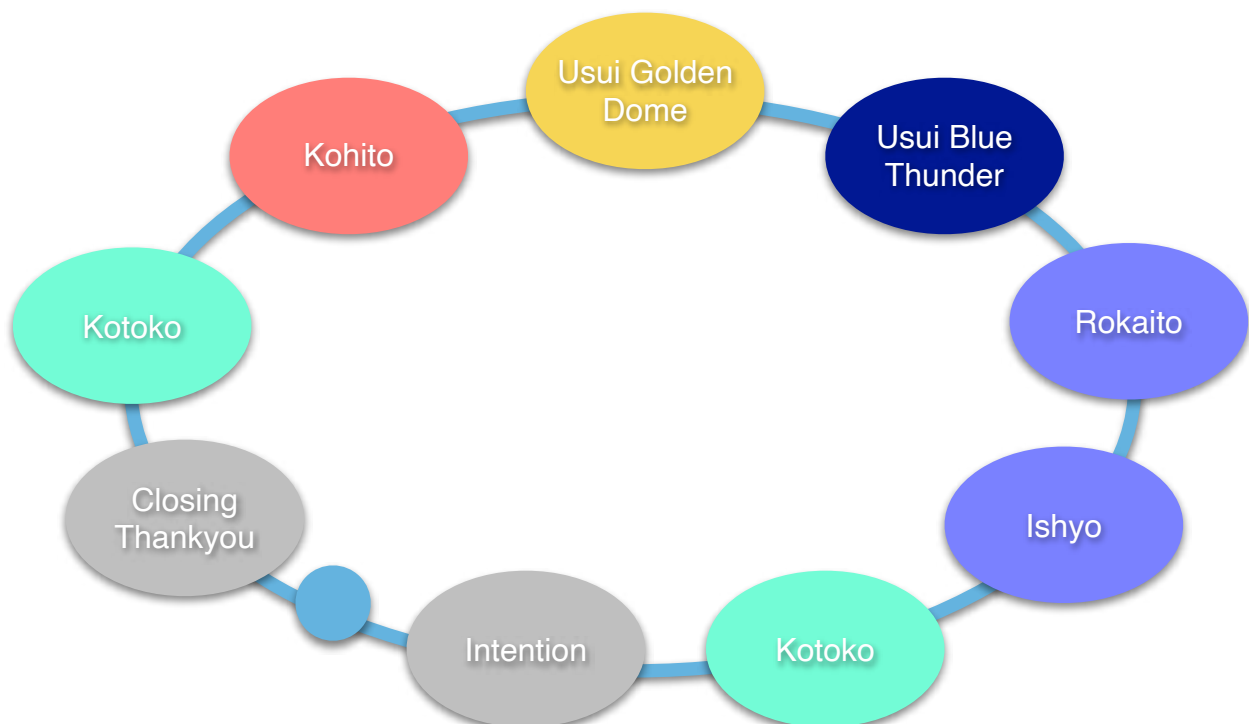 Usui Golden
Dome
Usui Blue
Thunder
Kohito
Rokaito
Kotoko
Closing
Thankyou
Ishyo
Intention
Kotoko